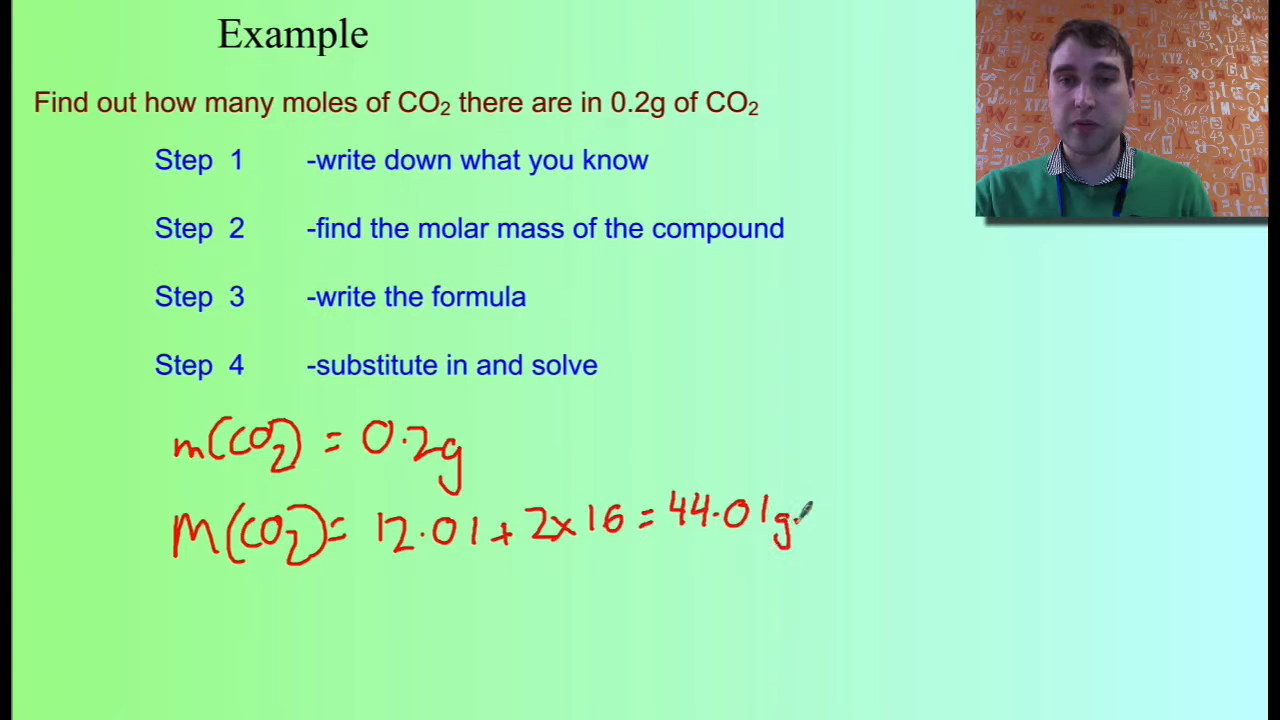 Example
Find out how many moles of CO₂ there are in 0.2g of CO₂
Step 1 -write down what you know
Step 2 -find the molar mass of the compound
Step 3 -write the formula
Step 4 -substitute in and solve
m(CO₂) = 0.2g
M(CO₂) = 12.01 + 2x16 = 44.01g.